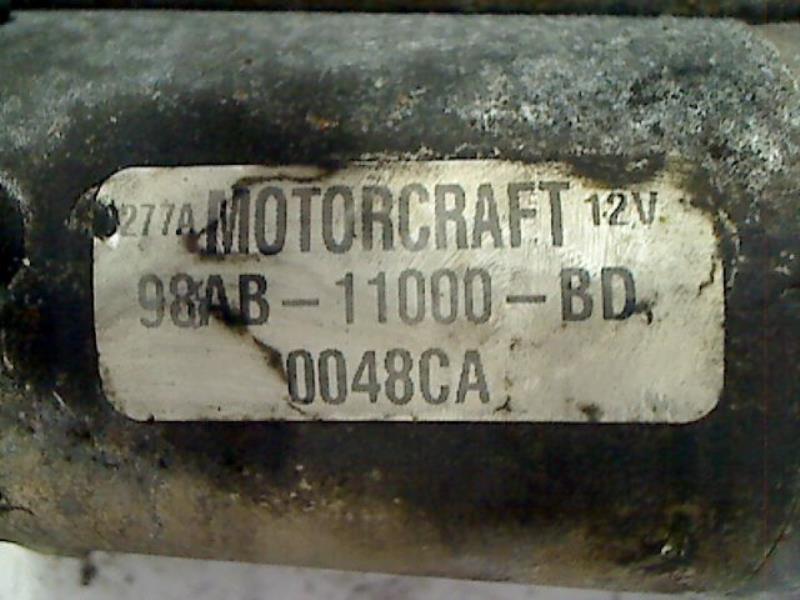 277A MOTORCRAFT 12V
98AB-11000-BD
0048CA